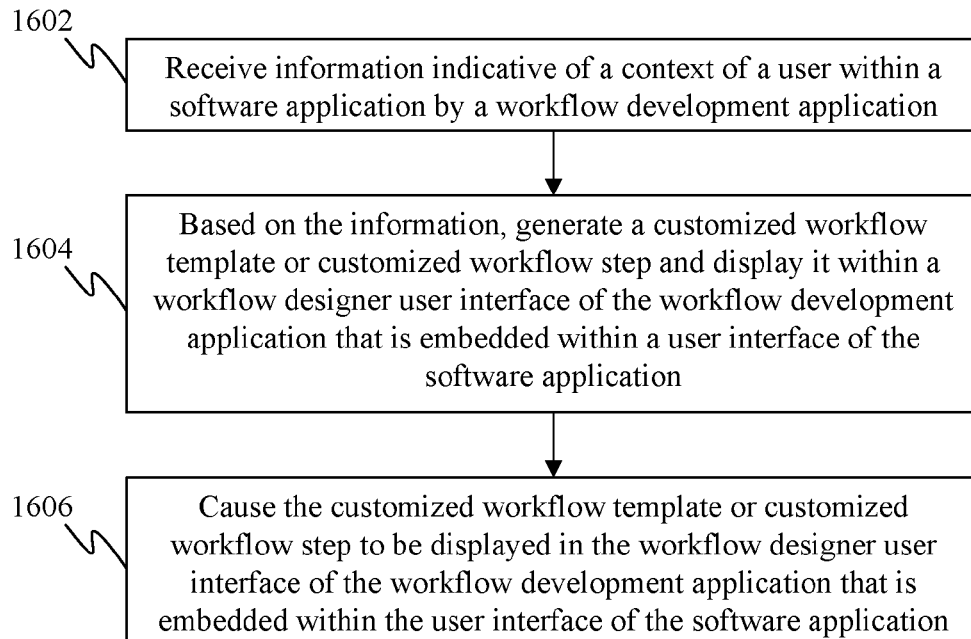 1602
Receive information indicative of a context of a user within a
software application by a workflow development application
1604
Based on the information, generate a customized workflow
template or customized workflow step and display it within a
workflow designer user interface of the workflow development
application that is embedded within a user interface of the
software application
1606
Cause the customized workflow template or customized
workflow step to be displayed in the workflow designer user
interface of the workflow development application that is
embedded within the user interface of the software application